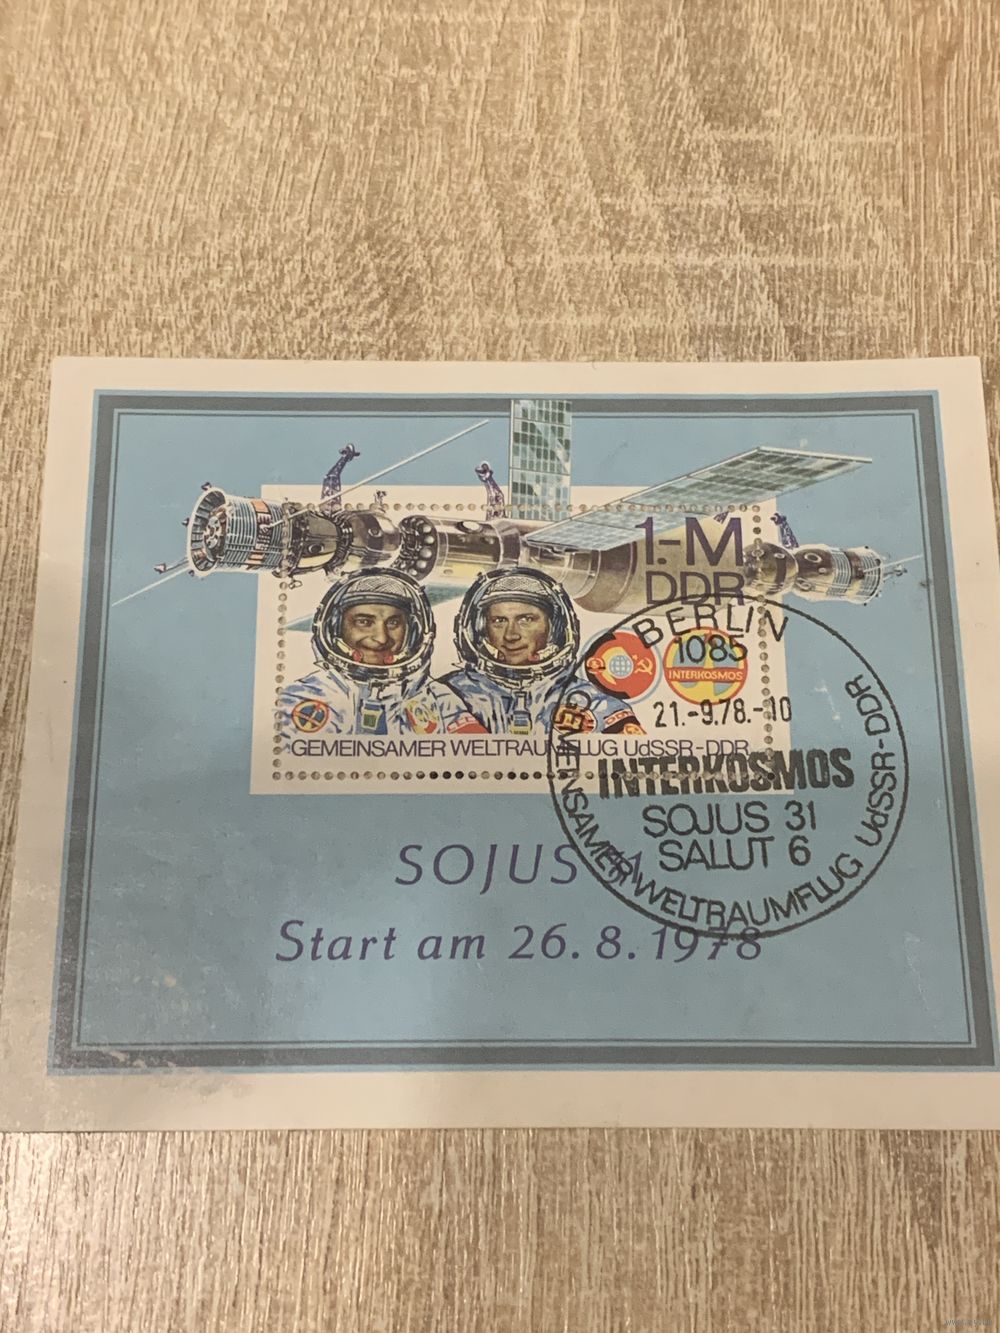 1.-M
DDR
INTERKOSMOS
GEMEINSAMER WELTRAUMFLUG UdSSR-DDR
SOJUS 31
Start am 26.8.1978
BERLIN
1085
21.-9.78.-10
INTERKOSMOS
SOJUS 31
SALUT 6
GEMEINSAMER WELTRAUMFLUG UdSSR-DDR